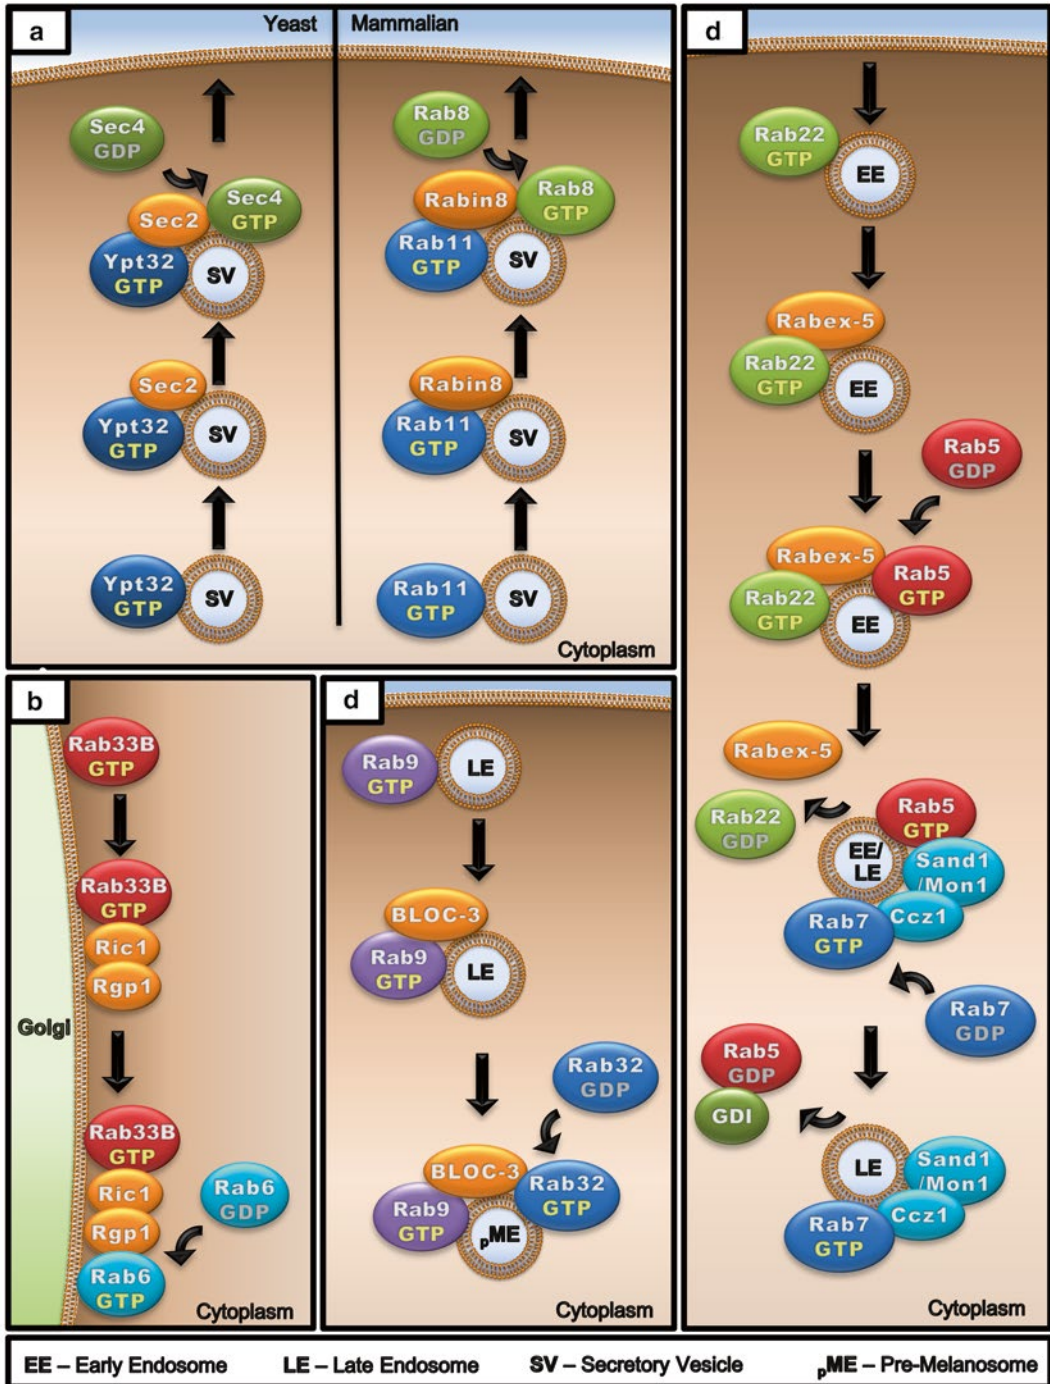 a
Yeast
Mammalian
Sec4
GDP
Sec2
Sec4
GTP
Ypt32
GTP
SV
Sec2
Ypt32
GTP
SV
Ypt32
GTP
SV
Rab8
GDP
Rabin8
Rab8
GTP
Rab11
GTP
SV
Rabin8
Rab11
GTP
SV
Rab11
GTP
SV
Cytoplasm
b
Rab33B
GTP
Rab33B
GTP
Ric1
Rgp1
Golgi
Rab33B
GTP
Ric1
Rgp1
Rab6
GDP
Rab6
GTP
Cytoplasm
d
Rab9
GTP
LE
BLOC-3
Rab9
GTP
LE
Rab32
GDP
BLOC-3
Rab9
GTP
Rab32
GTP
pME
Cytoplasm
d
Rab22
GTP
EE
Rabex-5
Rab22
GTP
EE
Rab5
GDP
Rabex-5
Rab22
GTP
Rab5
GTP
EE
Rabex-5
Rab22
GDP
Rab5
GTP
EE/
LE
Sand1
/Mon1
Ccz1
Rab7
GTP
Rab7
GDP
Rab5
GDP
GDI
LE
Sand1
/Mon1
Ccz1
Rab7
GTP
Cytoplasm
EE – Early Endosome LE – Late Endosome SV – Secretory Vesicle pME – Pre-Melanosome